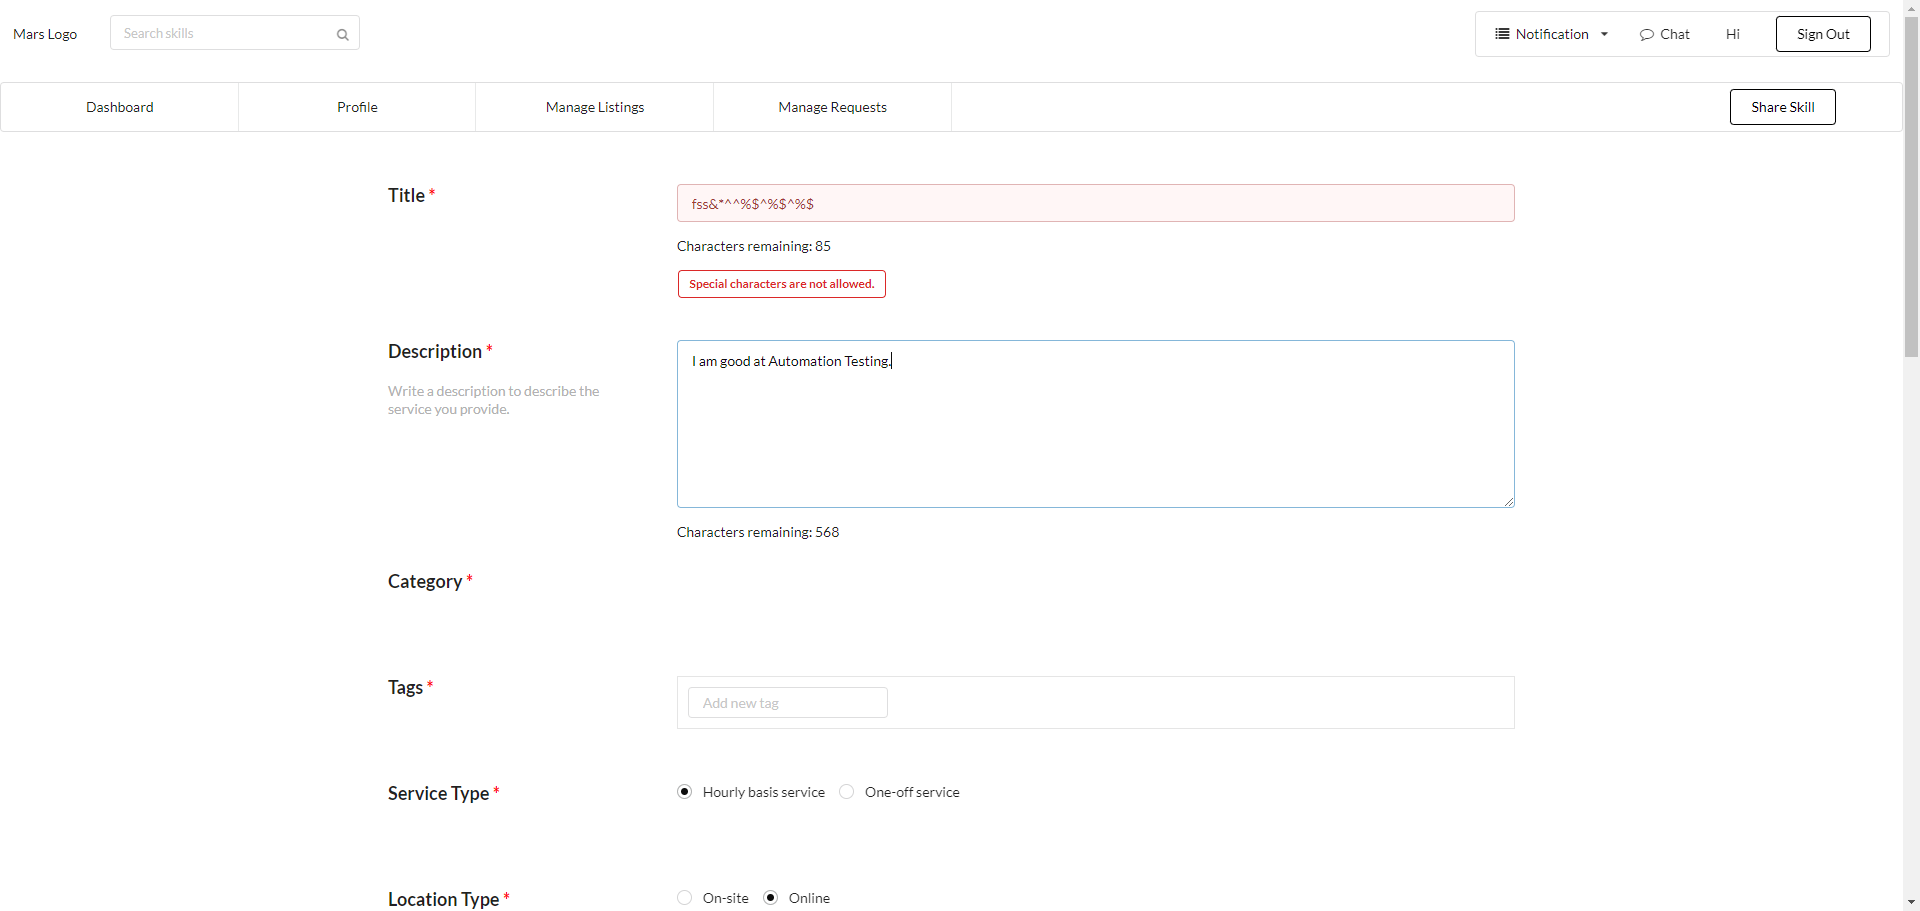 Mars Logo
Search skills
Notification
Chat
Hi
Sign Out
Dashboard
Profile
Manage Listings
Manage Requests
Share Skill
Title *
fss&*^^%$^%$^%$
Characters remaining: 85
Special characters are not allowed.
Description *
Write a description to describe the
service you provide.
I am good at Automation Testing.
Characters remaining: 568
Category *
Tags *
Add new tag
Service Type *
Hourly basis service
One-off service
Location Type *
On-site
Online